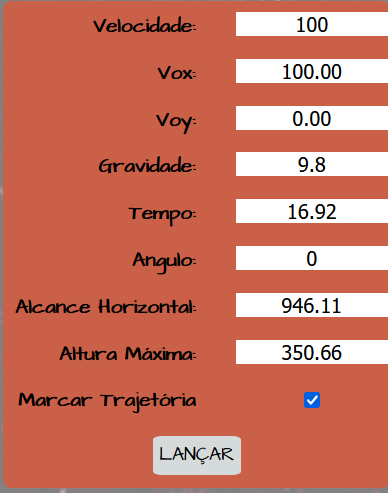 Velocidade: 100
Vox: 100.00
Voy: 0.00
Gravidade: 9.8
Tempo: 16.92
Angulo: 0
Alcance Horizontal: 946.11
Altura Máxima: 350.66
Marcar Trajetória
LANÇAR